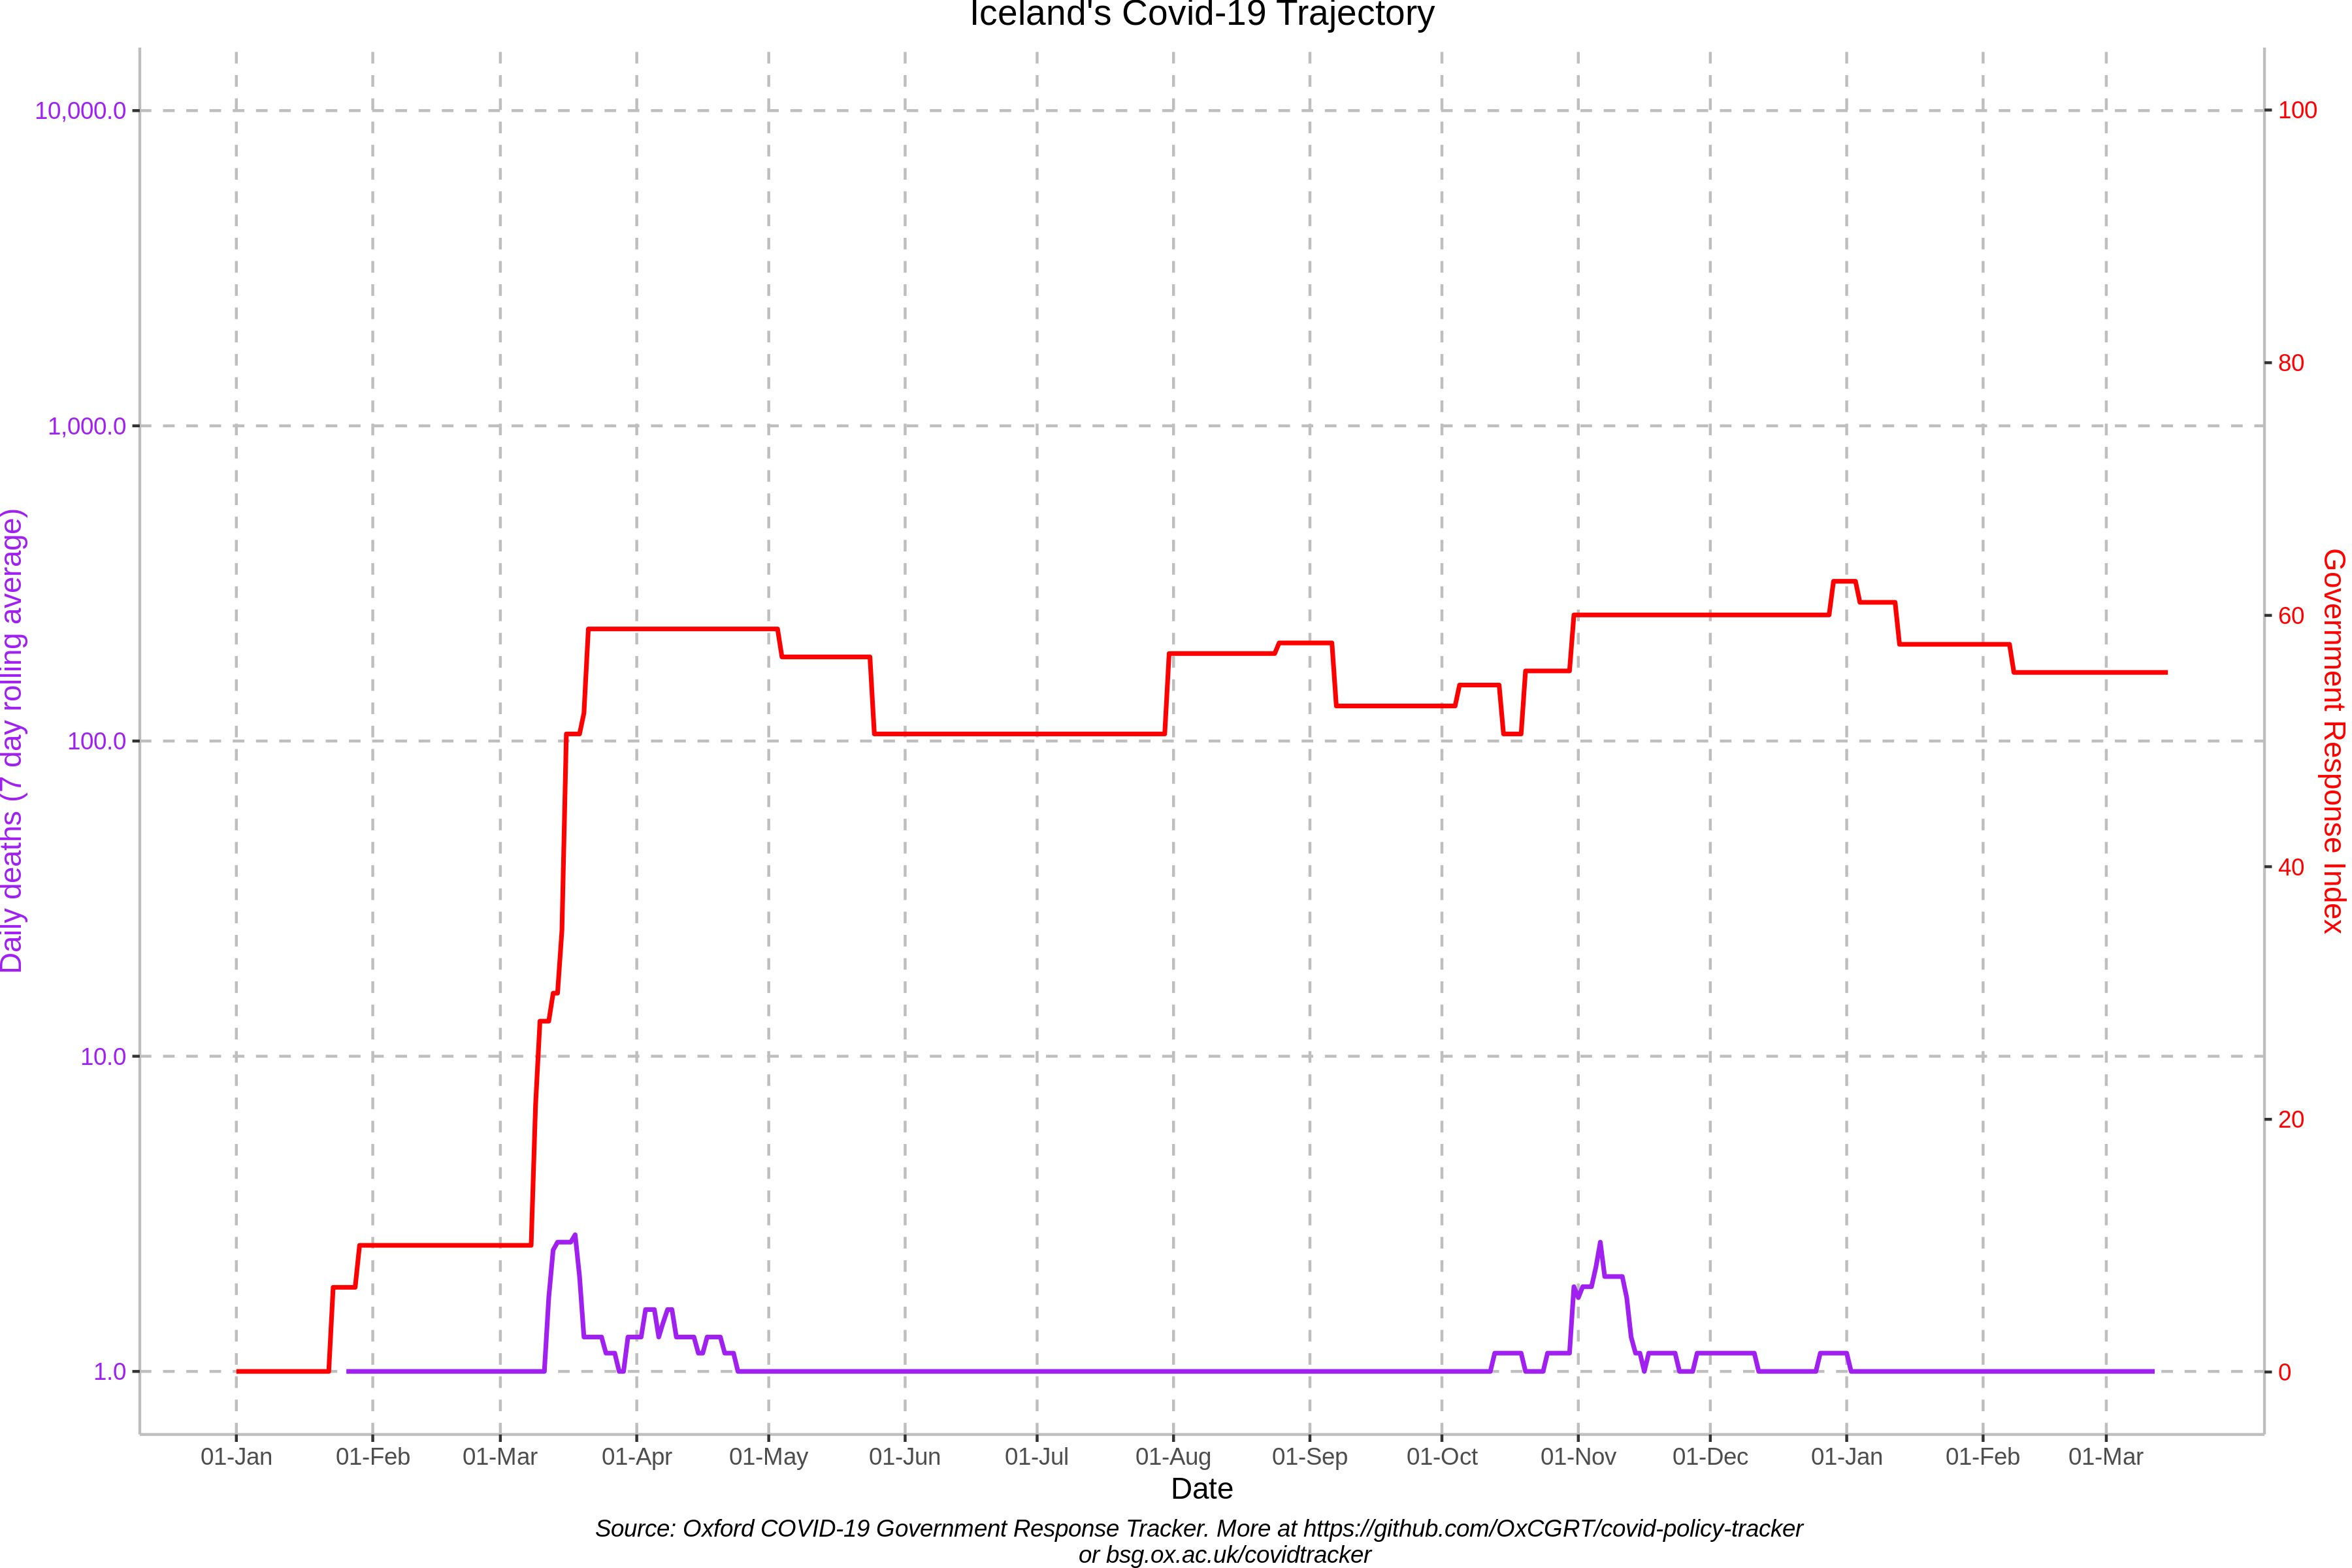 Iceland's Covid-19 Trajectory
10,000.0
1,000.0
100.0
10.0
1.0
Daily deaths (7 day rolling average)
100
80
60
40
20
0
Government Response Index
01-Jan 01-Feb 01-Mar 01-Apr 01-May 01-Jun 01-Jul 01-Aug 01-Sep 01-Oct 01-Nov 01-Dec 01-Jan 01-Feb 01-Mar
Date
Source: Oxford COVID-19 Government Response Tracker. More at https://github.com/OxCGRT/covid-policy-tracker
or bsg.ox.ac.uk/covidtracker